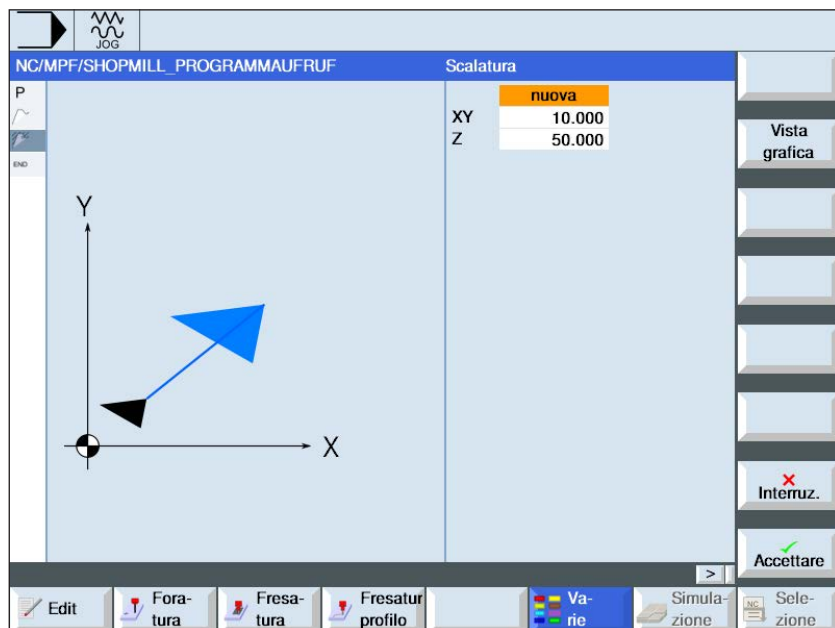 JOG
NC/MPF/SHOPMILL_PROGRAMMAUFRUF
Scalatura
P
END
nuova
XY 10.000
Z 50.000
Y
X
Vista
grafica
Interruz.
Accettare
>
Edit
Fora-
tura
Fresa-
tura
Fresatur
profilo
Va-
rie
Simula-
zione
NC
Sele-
zione